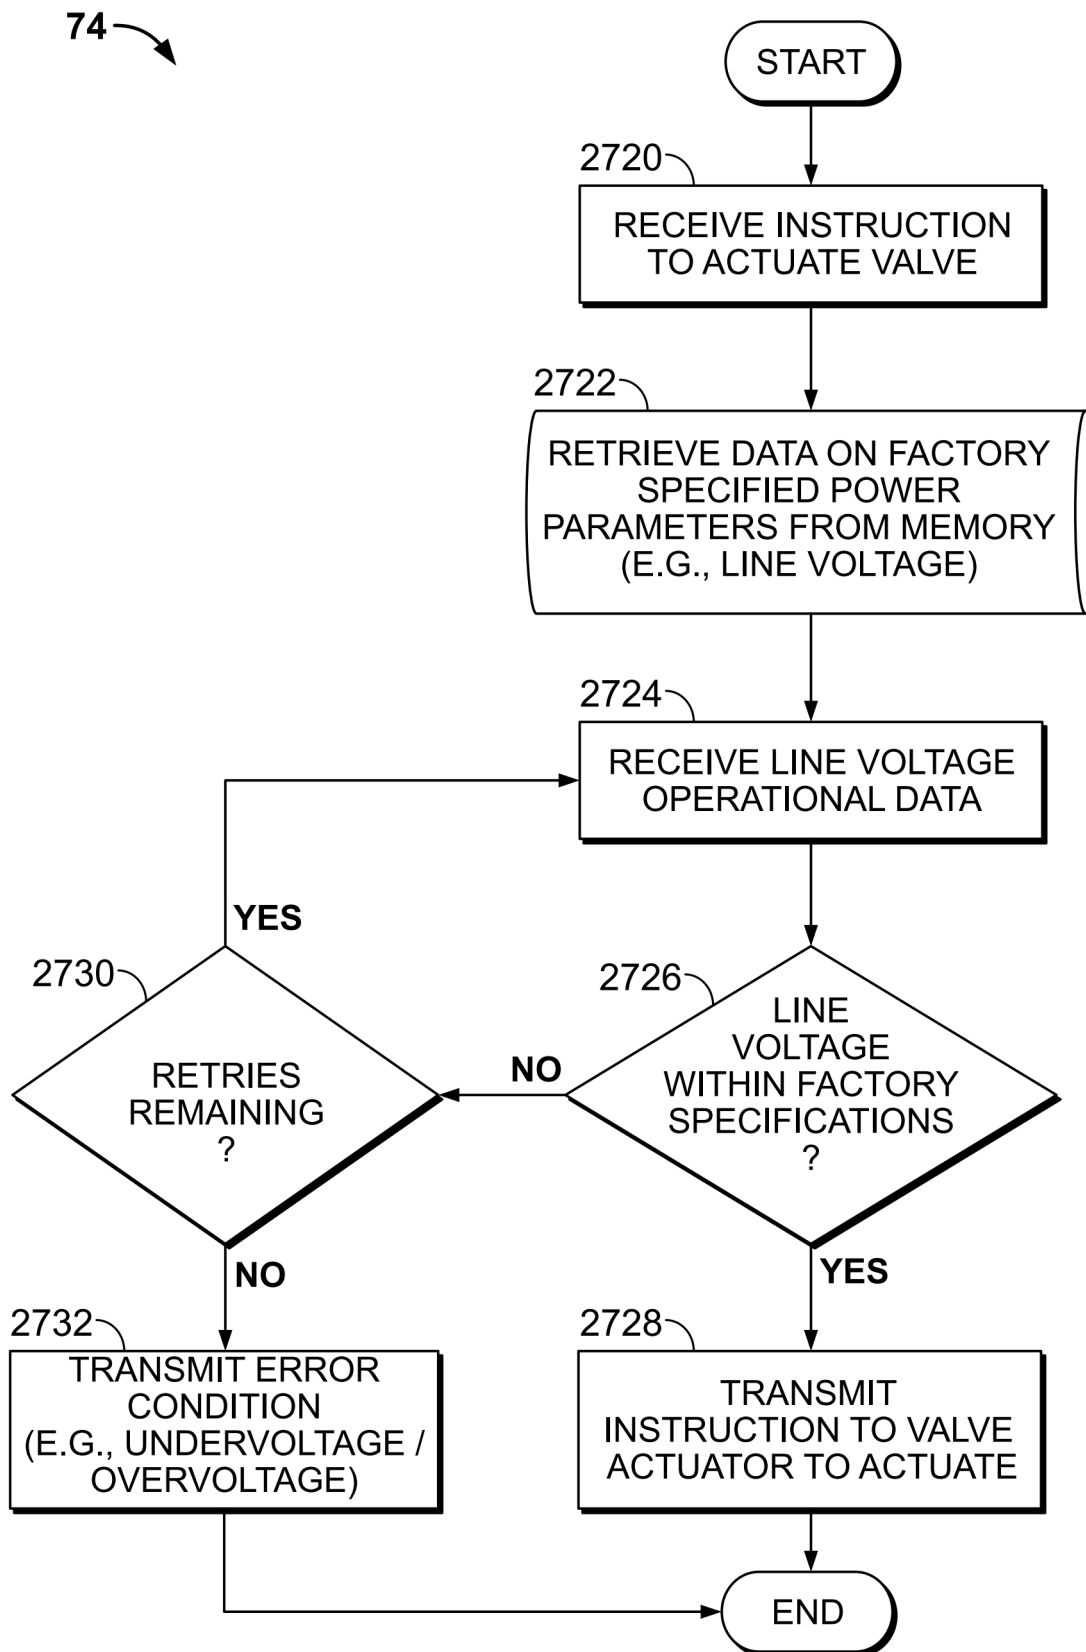 74
START
2720
RECEIVE INSTRUCTION
TO ACTUATE VALVE
2722
RETRIEVE DATA ON FACTORY
SPECIFIED POWER
PARAMETERS FROM MEMORY
(E.G., LINE VOLTAGE)
2724
RECEIVE LINE VOLTAGE
OPERATIONAL DATA
YES
2730
RETRIES
REMAINING
?
NO
2726
LINE
VOLTAGE
WITHIN FACTORY
SPECIFICATIONS
?
NO
YES
2732
TRANSMIT ERROR
CONDITION
(E.G., UNDERVOLTAGE /
OVERVOLTAGE)
2728
TRANSMIT
INSTRUCTION TO VALVE
ACTUATOR TO ACTUATE
END